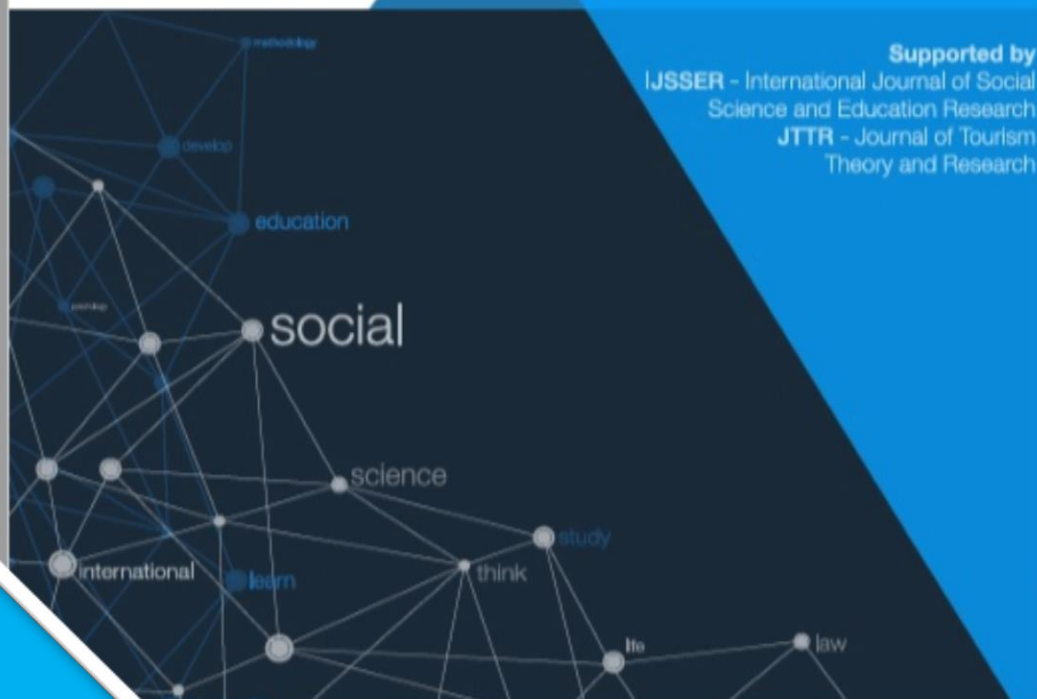 Supported by
IJSSER - International Journal of Social
Science and Education Research
JTTR - Journal of Tourism
Theory and Research
methodology
develop
education
social
science
study
international
learn
think
life
law